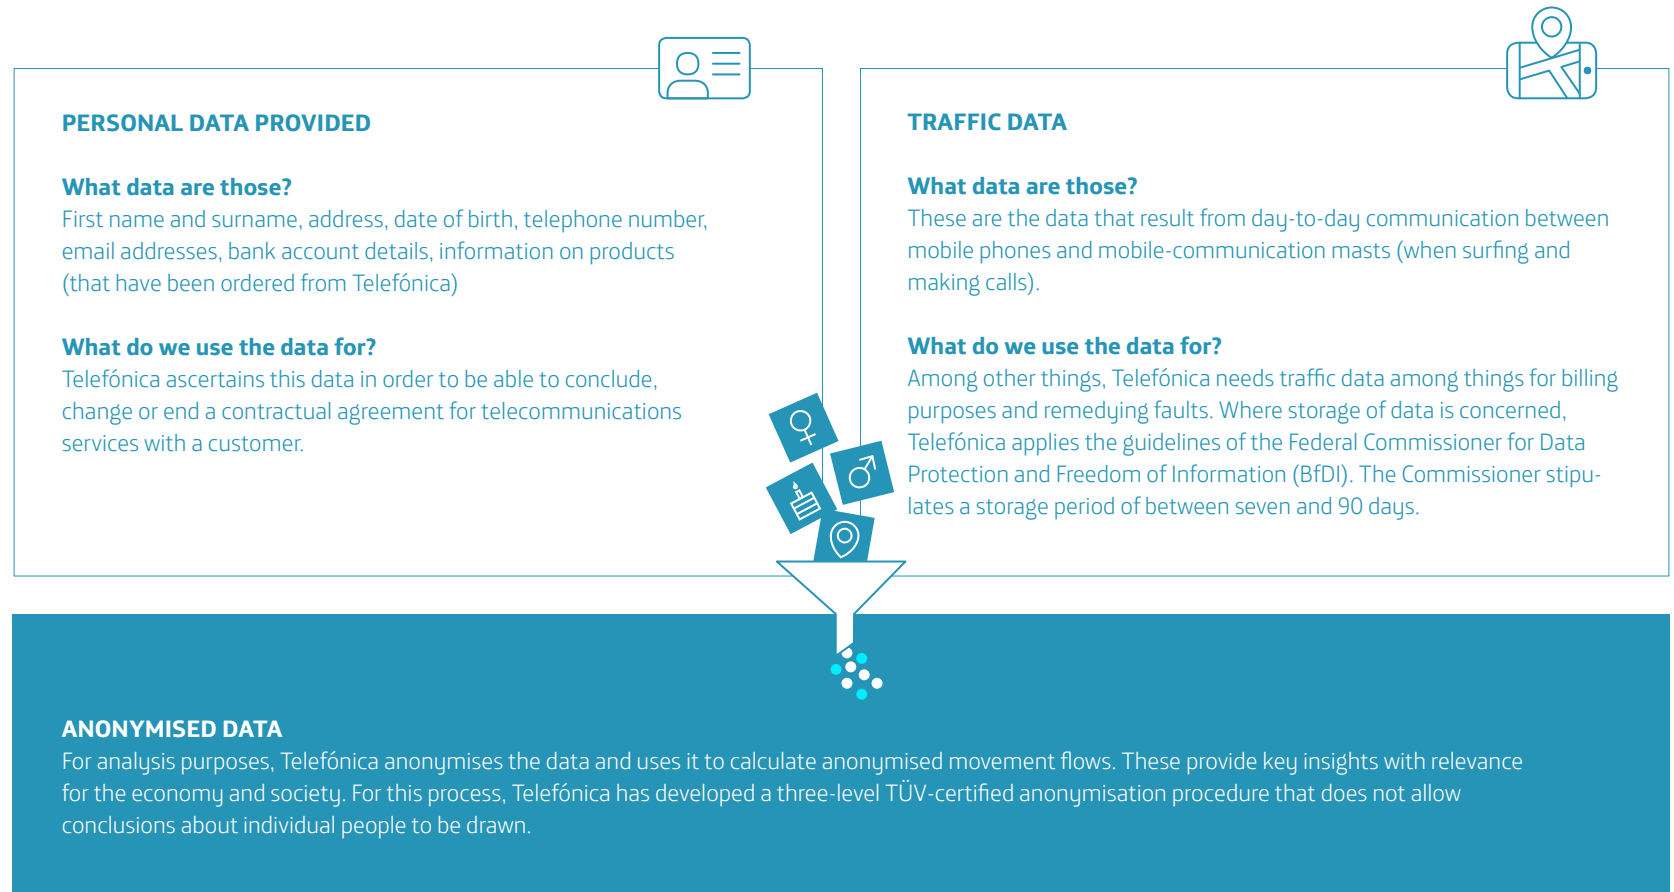 PERSONAL DATA PROVIDED
What data are those?
First name and surname, address, date of birth, telephone number,
email addresses, bank account details, information on products
(that have been ordered from Telefónica)
What do we use the data for?
Telefónica ascertains this data in order to be able to conclude,
change or end a contractual agreement for telecommunications
services with a customer.
TRAFFIC DATA
What data are those?
These are the data that result from day-to-day communication between
mobile phones and mobile-communication masts (when surfing and
making calls).
What do we use the data for?
Among other things, Telefónica needs traffic data among things for billing
purposes and remedying faults. Where storage of data is concerned,
Telefónica applies the guidelines of the Federal Commissioner for Data
Protection and Freedom of Information (BfDI). The Commissioner stipu-
lates a storage period of between seven and 90 days.
ANONYMISED DATA
For analysis purposes, Telefónica anonymises the data and uses it to calculate anonymised movement flows. These provide key insights with relevance
for the economy and society. For this process, Telefónica has developed a three-level TÜV-certified anonymisation procedure that does not allow
conclusions about individual people to be drawn.